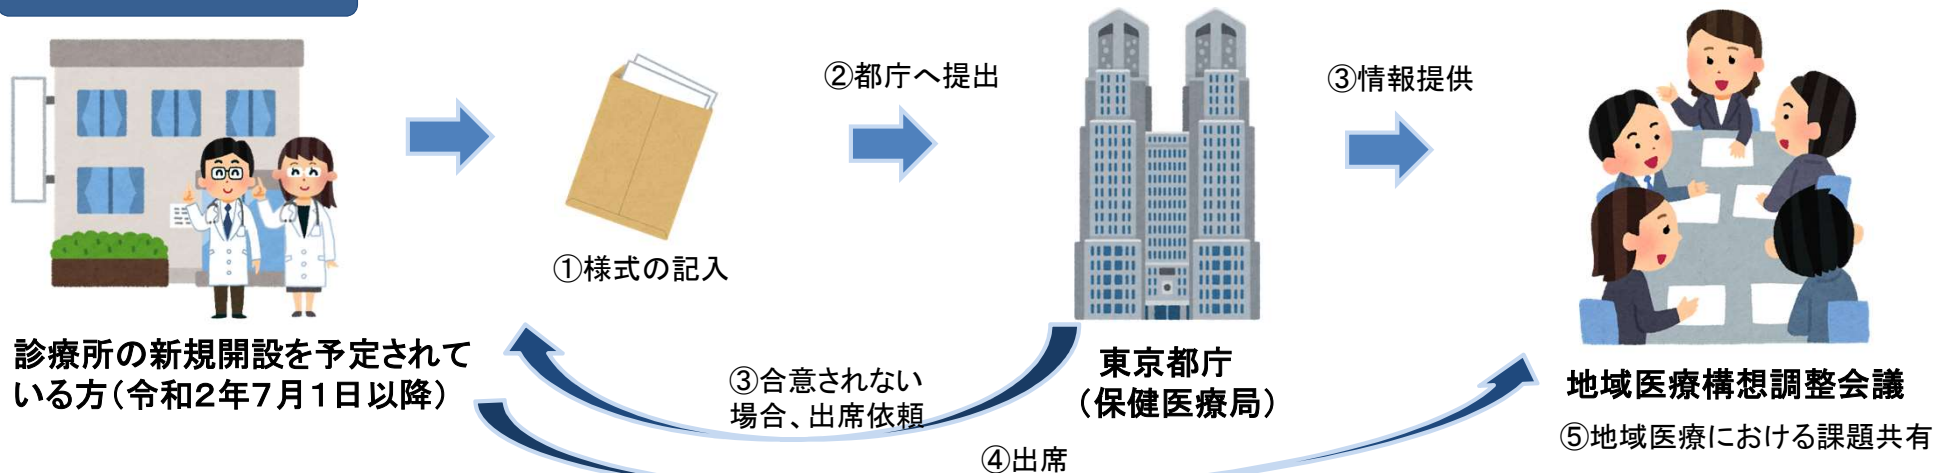 ②都庁へ提出
③情報提供
①様式の記入
診療所の新規開設を予定されて
いる方（令和2年7月1日以降）
③合意されない
場合、出席依頼
東京都庁
（保健医療局）
地域医療構想調整会議
④出席
⑤地域医療における課題共有